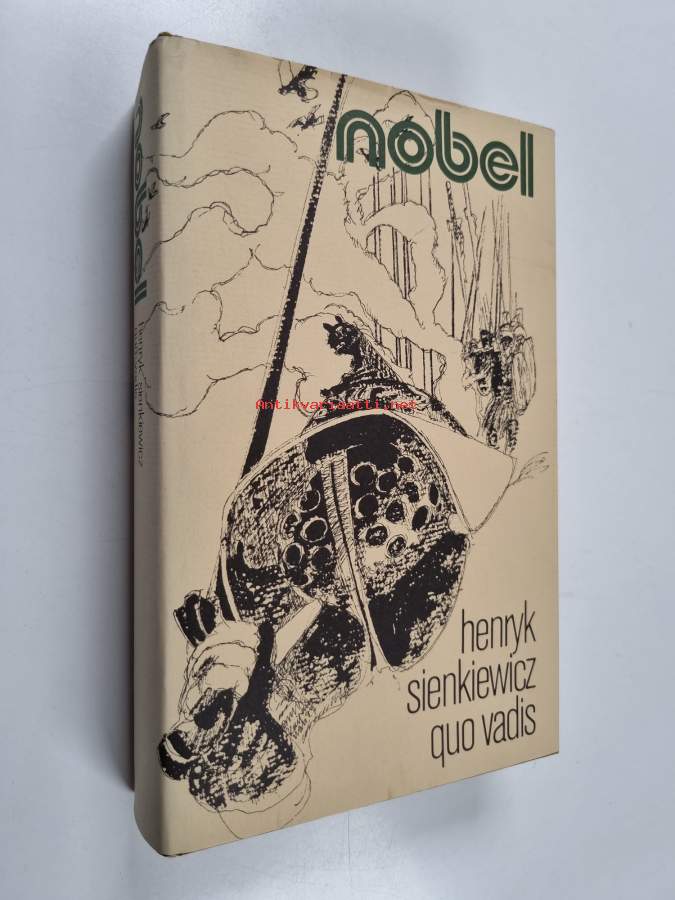 nobel
nobel
henryk sienkiewicz
Antikvariaatti.net
henryk
sienkiewicz
quo vadis